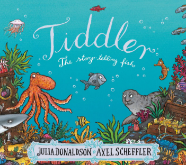 Tiddler
The story-telling fish
JULIA DONALDSON AXEL SCHEFFLER